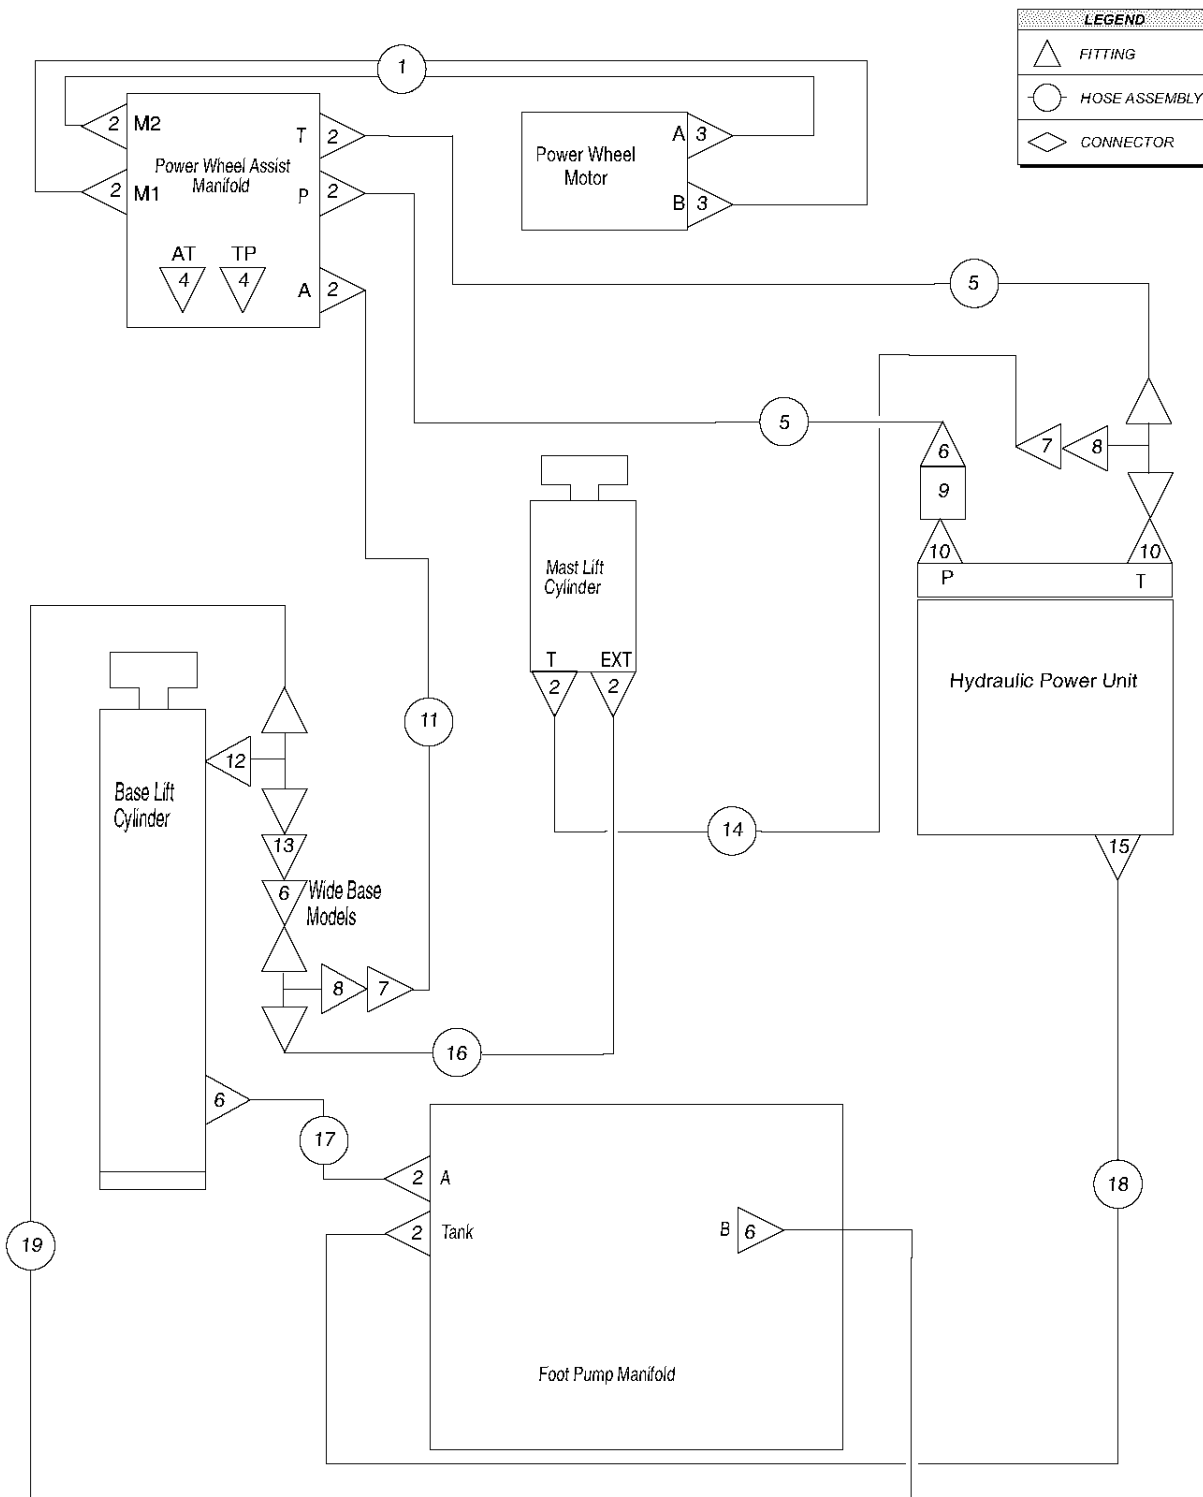 LEGEND
FITTING
HOSE ASSEMBLY
CONNECTOR
1
2 M2
T 2
Power Wheel Assist
Manifold
2 M1
P 2
AT TP
4 4
A 2
Power Wheel
Motor
A 3
B 3
5
5
7 8
6
9
10 10
P T
Hydraulic Power Unit
15
Mast Lift
Cylinder
T EXT
2 2
11
12
Base Lift
Cylinder
13
6 Wide Base
Models
8 7
14
16
6
17
2 A
2 Tank
B 6
18
19
Foot Pump Manifold